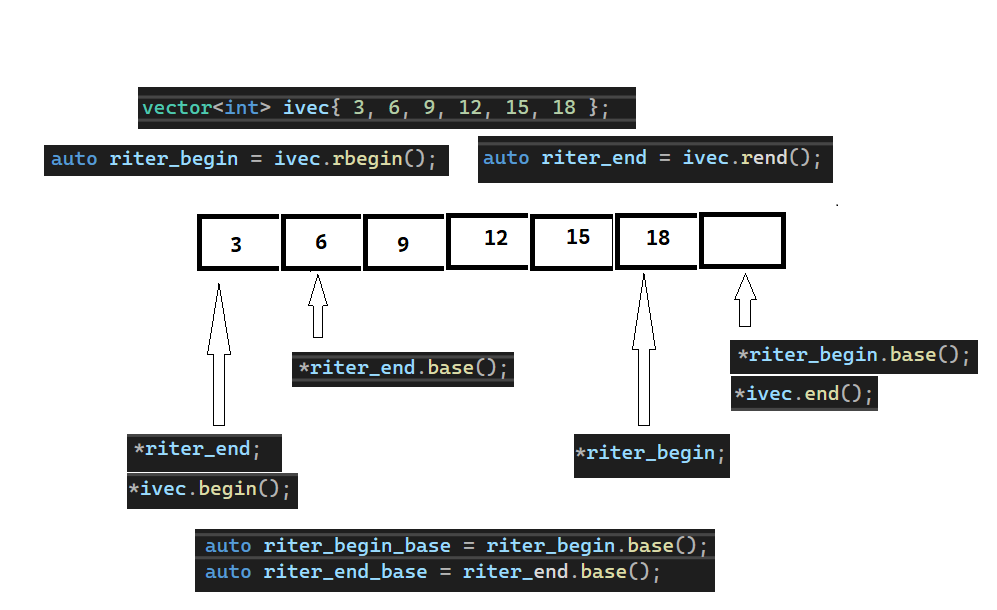 vector<int> ivec{ 3, 6, 9, 12, 15, 18 };
auto riter_begin = ivec.rbegin();
auto riter_end = ivec.rend();
3 6 9 12 15 18
*riter_begin.base();
*riter_end.base();
*ivec.end();
*riter_end;
*riter_begin;
*ivec.begin();
auto riter_begin_base = riter_begin.base();
auto riter_end_base = riter_end.base();